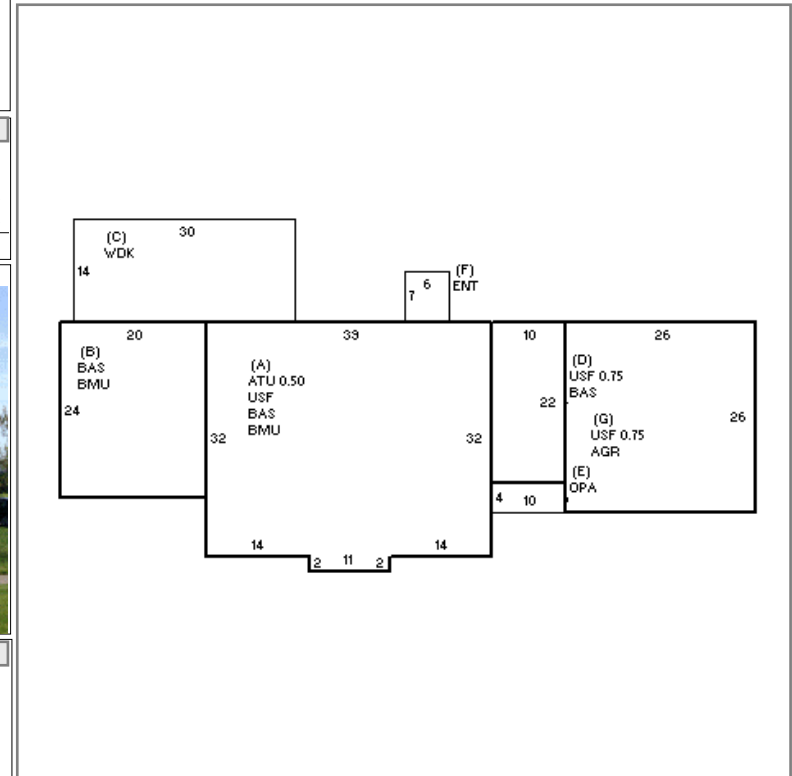 30
(C)
WDK
14
(F)
6
ENT
7
20
39
10
26
(B)
BAS
BMU
24
(A)
ATU 0.50
USF
BAS
BMU
32
32
22
(D)
USF 0.75
BAS
26
(G)
USF 0.75
AGR
(E)
OPA
4
10
14
14
2
11
2